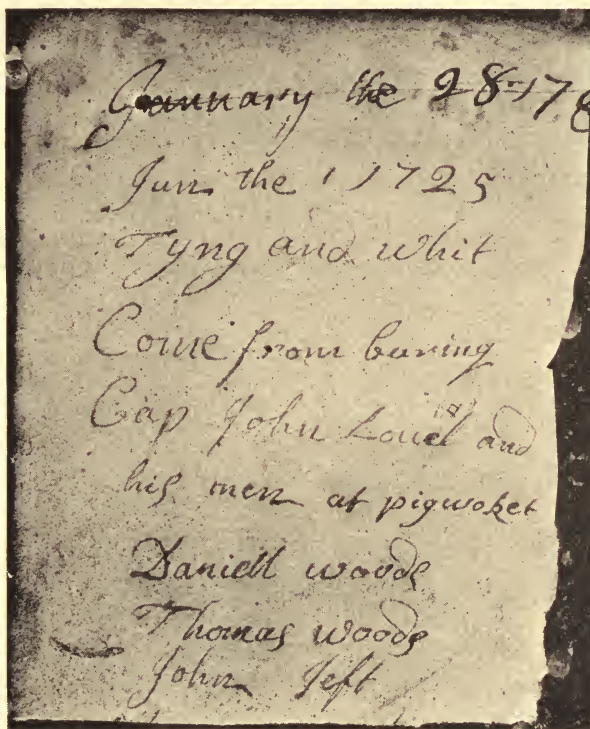 January the 28 17
Jun the 1 1725
Tyng and Whit
Come from buring
Cap John Louel and
his men at pigwoket
Daniell woods
Thomas woods
John Jeft